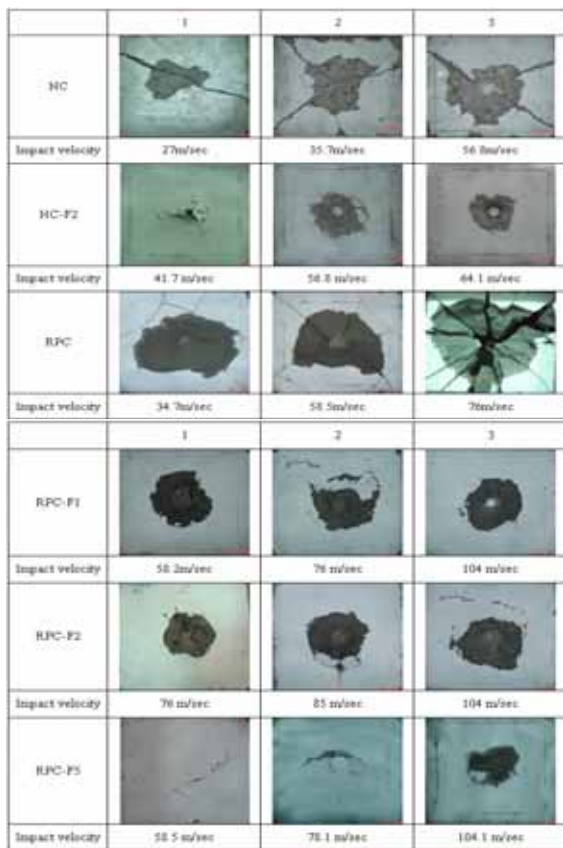 1 2 3
NC
Impact velocity 27m/sec 35.7m/sec 56.8m/sec
NC-F2
Impact velocity 41.7 m/sec 56.8 m/sec 64.1 m/sec
RPC
Impact velocity 34.7m/sec 58.5m/sec 76m/sec
1 2 3
RPC-F1
Impact velocity 58.2m/sec 76 m/sec 104 m/sec
RPC-F2
Impact velocity 76 m/sec 85 m/sec 104 m/sec
RPC-F5
Impact velocity 58.5 m/sec 78.1 m/sec 104.1 m/sec